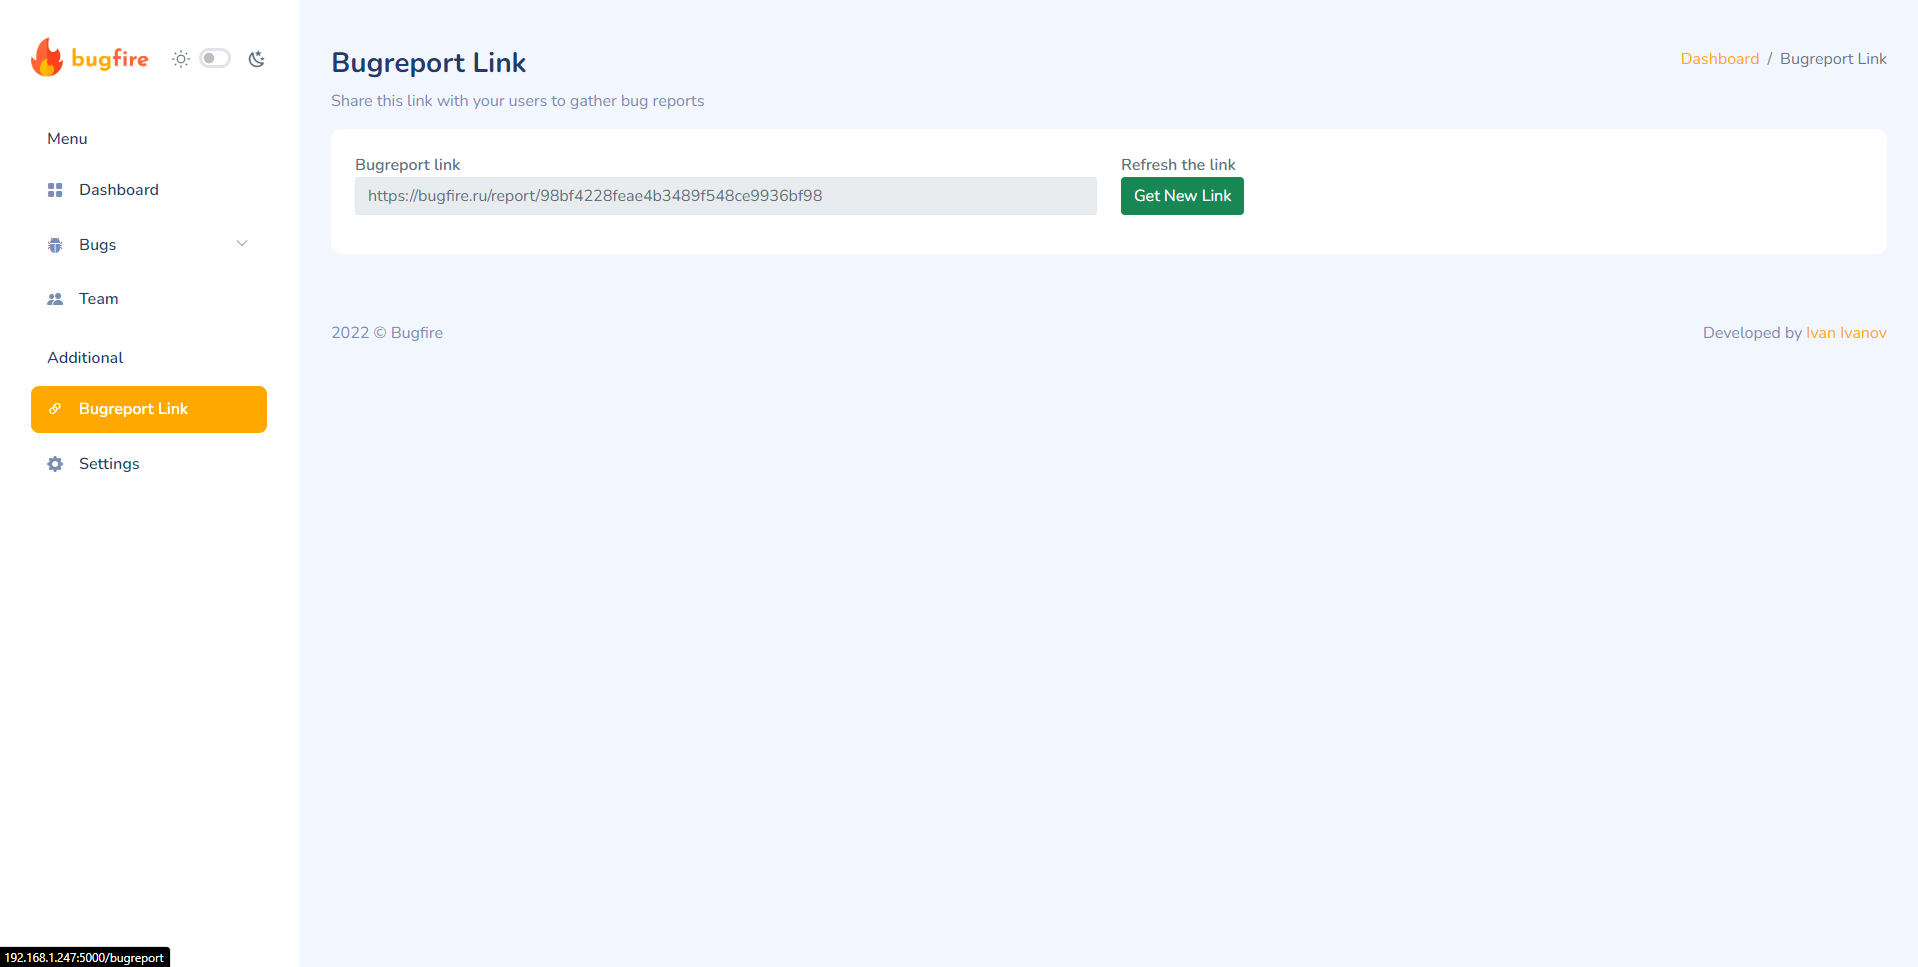 bugfire
Menu
Dashboard
Bugs
Team
Additional
Bugreport Link
Settings
Bugreport Link
Dashboard / Bugreport Link
Share this link with your users to gather bug reports
Bugreport link
https://bugfire.ru/report/98bf4228feae4b3489f548ce9936bf98
Refresh the link
Get New Link
2022 © Bugfire
Developed by Ivan Ivanov
192.168.1.247:5000/bugreport